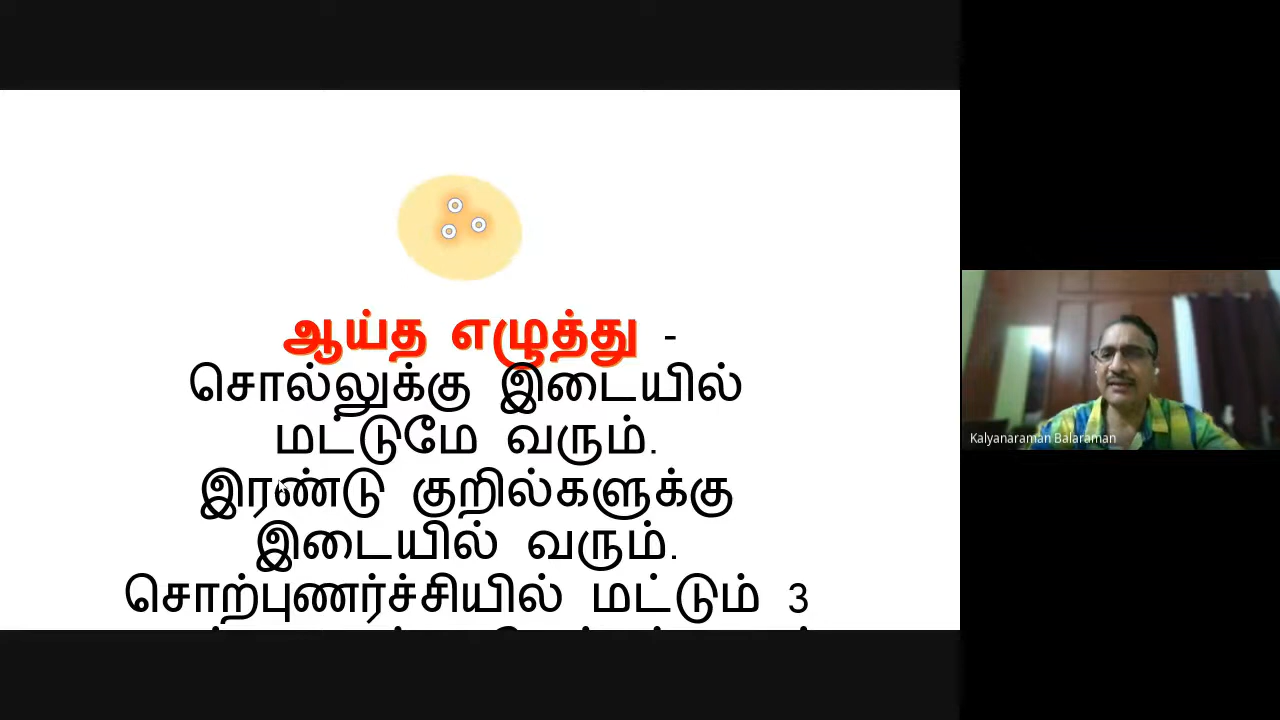 ஆய்த எழுத்து -
சொல்லுக்கு இடையில்
மட்டுமே வரும்.
இரண்டு குறில்களுக்கு
இடையில் வரும்.
சொற்புணர்ச்சியில் மட்டும் 3
Kalyanaraman Balaraman